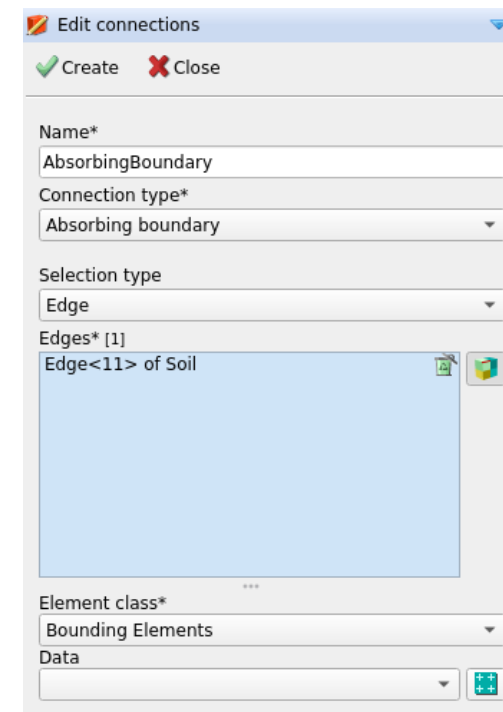 Edit connections
Create Close
Name*
AbsorbingBoundary
Connection type*
Absorbing boundary
Selection type
Edge
Edges* [1]
Edge<11> of Soil
Element class*
Bounding Elements
Data